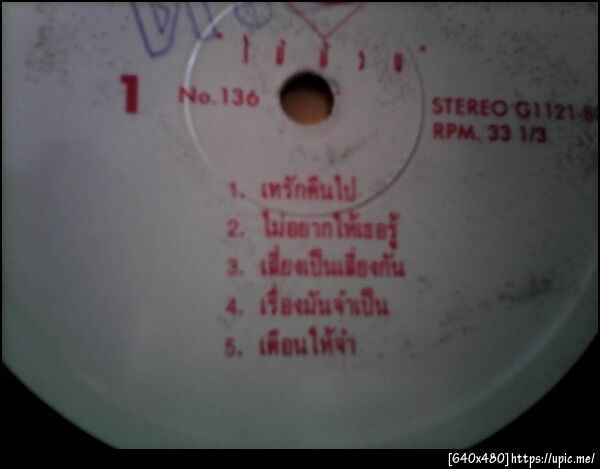 1
No.136
STEREO G1121-8
RPM. 33 1/3
1. เทรักคืนไป
2. ไม่อยากให้เธอรู้
3. เสี่ยงเป็นเสี่ยงกัน
4. เรื่องมันจำเป็น
5. เตือนให้จำ
[640x480]https://upic.me/